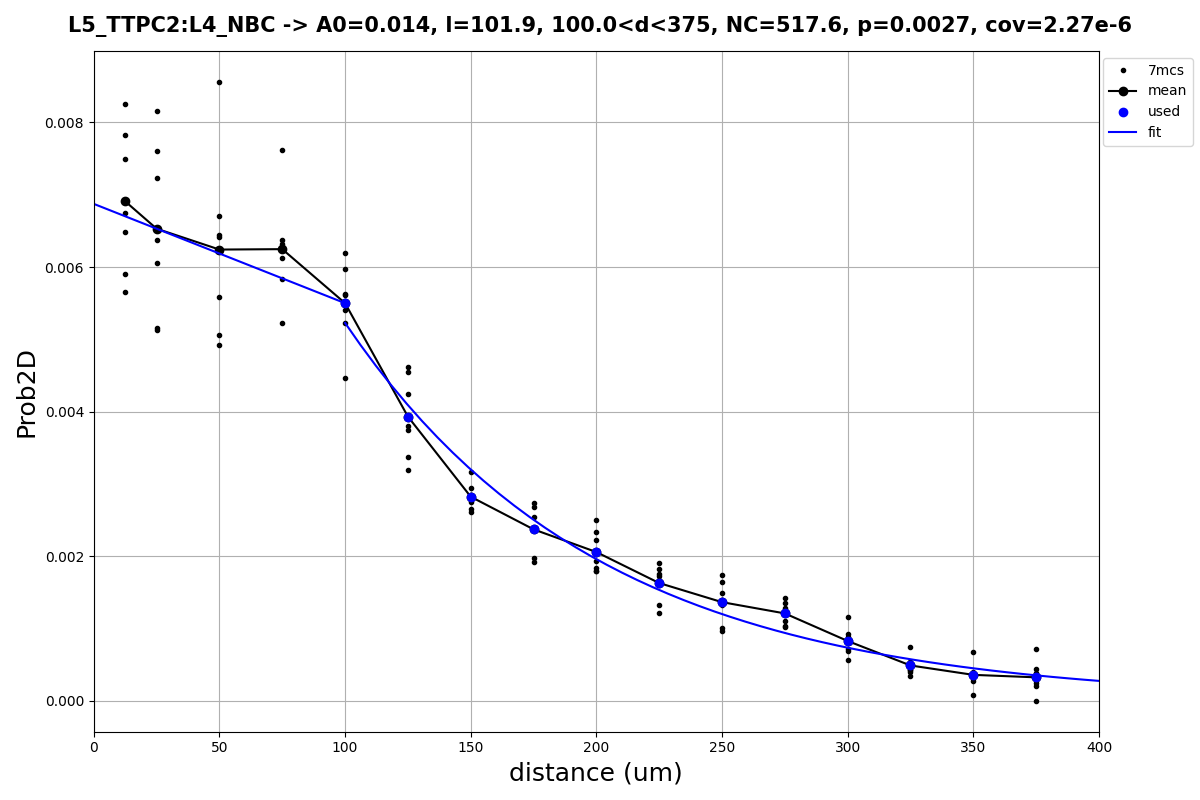 L5_TTPC2:L4_NBC -> A0=0.014, l=101.9, 100.0<d<375, NC=517.6, p=0.0027, cov=2.27e-6
7mcs
mean
used
fit
0.008
0.006
0.004
0.002
0.000
Prob2D
0 50 100 150 200 250 300 350 400
distance (um)